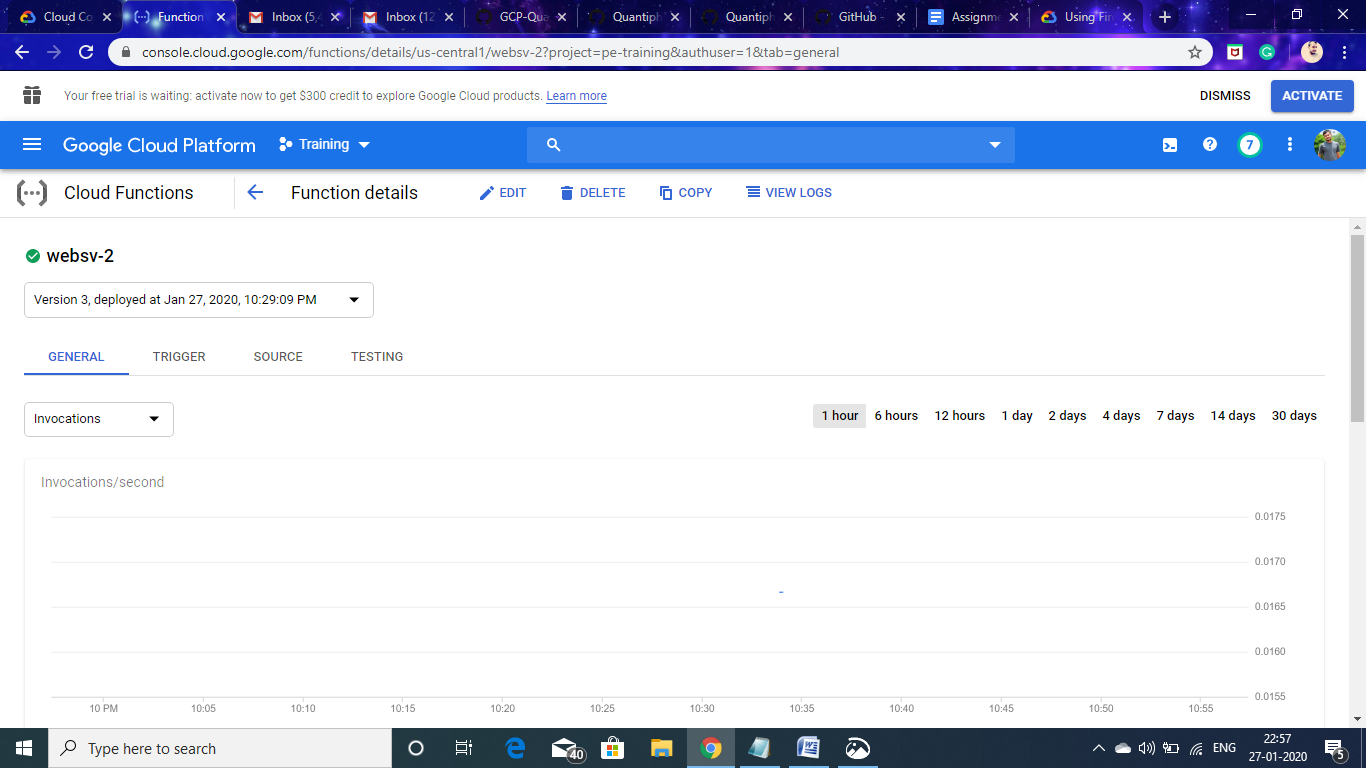 Cloud Co
Function
Inbox (5,4
Inbox (12
GCP-Qua
Quantiph
Quantiph
GitHub -
Assignme
Using Fir
console.cloud.google.com/functions/details/us-central1/websv-2?project=pe-training&authuser=1&tab=general
Your free trial is waiting: activate now to get $300 credit to explore Google Cloud products. Learn more
DISMISS
ACTIVATE
Google Cloud Platform
Training
7
Cloud Functions
Function details
EDIT
DELETE
COPY
VIEW LOGS
websv-2
Version 3, deployed at Jan 27, 2020, 10:29:09 PM
GENERAL
TRIGGER
SOURCE
TESTING
Invocations
1 hour
6 hours
12 hours
1 day
2 days
4 days
7 days
14 days
30 days
Invocations/second
0.0175
0.0170
0.0165
0.0160
0.0155
10 PM
10:05
10:10
10:15
10:20
10:25
10:30
10:35
10:40
10:45
10:50
10:55
Type here to search
40
ENG
22:57
27-01-2020
5